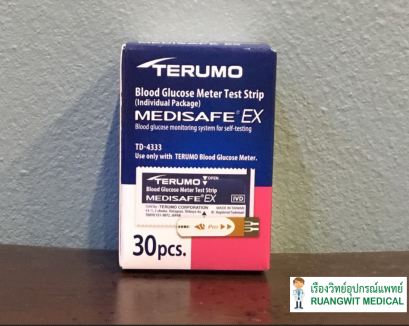 TERUMO
Blood Glucose Meter Test Strip
(Individual Package)
MEDISAFE® EX
Blood glucose monitoring system for self-testing
TD-4333
Use only with TERUMO Blood Glucose Meter.
TERUMO ▼ OPEN
Blood Glucose Meter Test Strip
MEDISAFE® EX IVD
TERUMO CORPORATION
MADE IN TAIWAN
30pcs.
เรืองวิทย์อุปกรณ์แพทย์
RUANGWIT MEDICAL